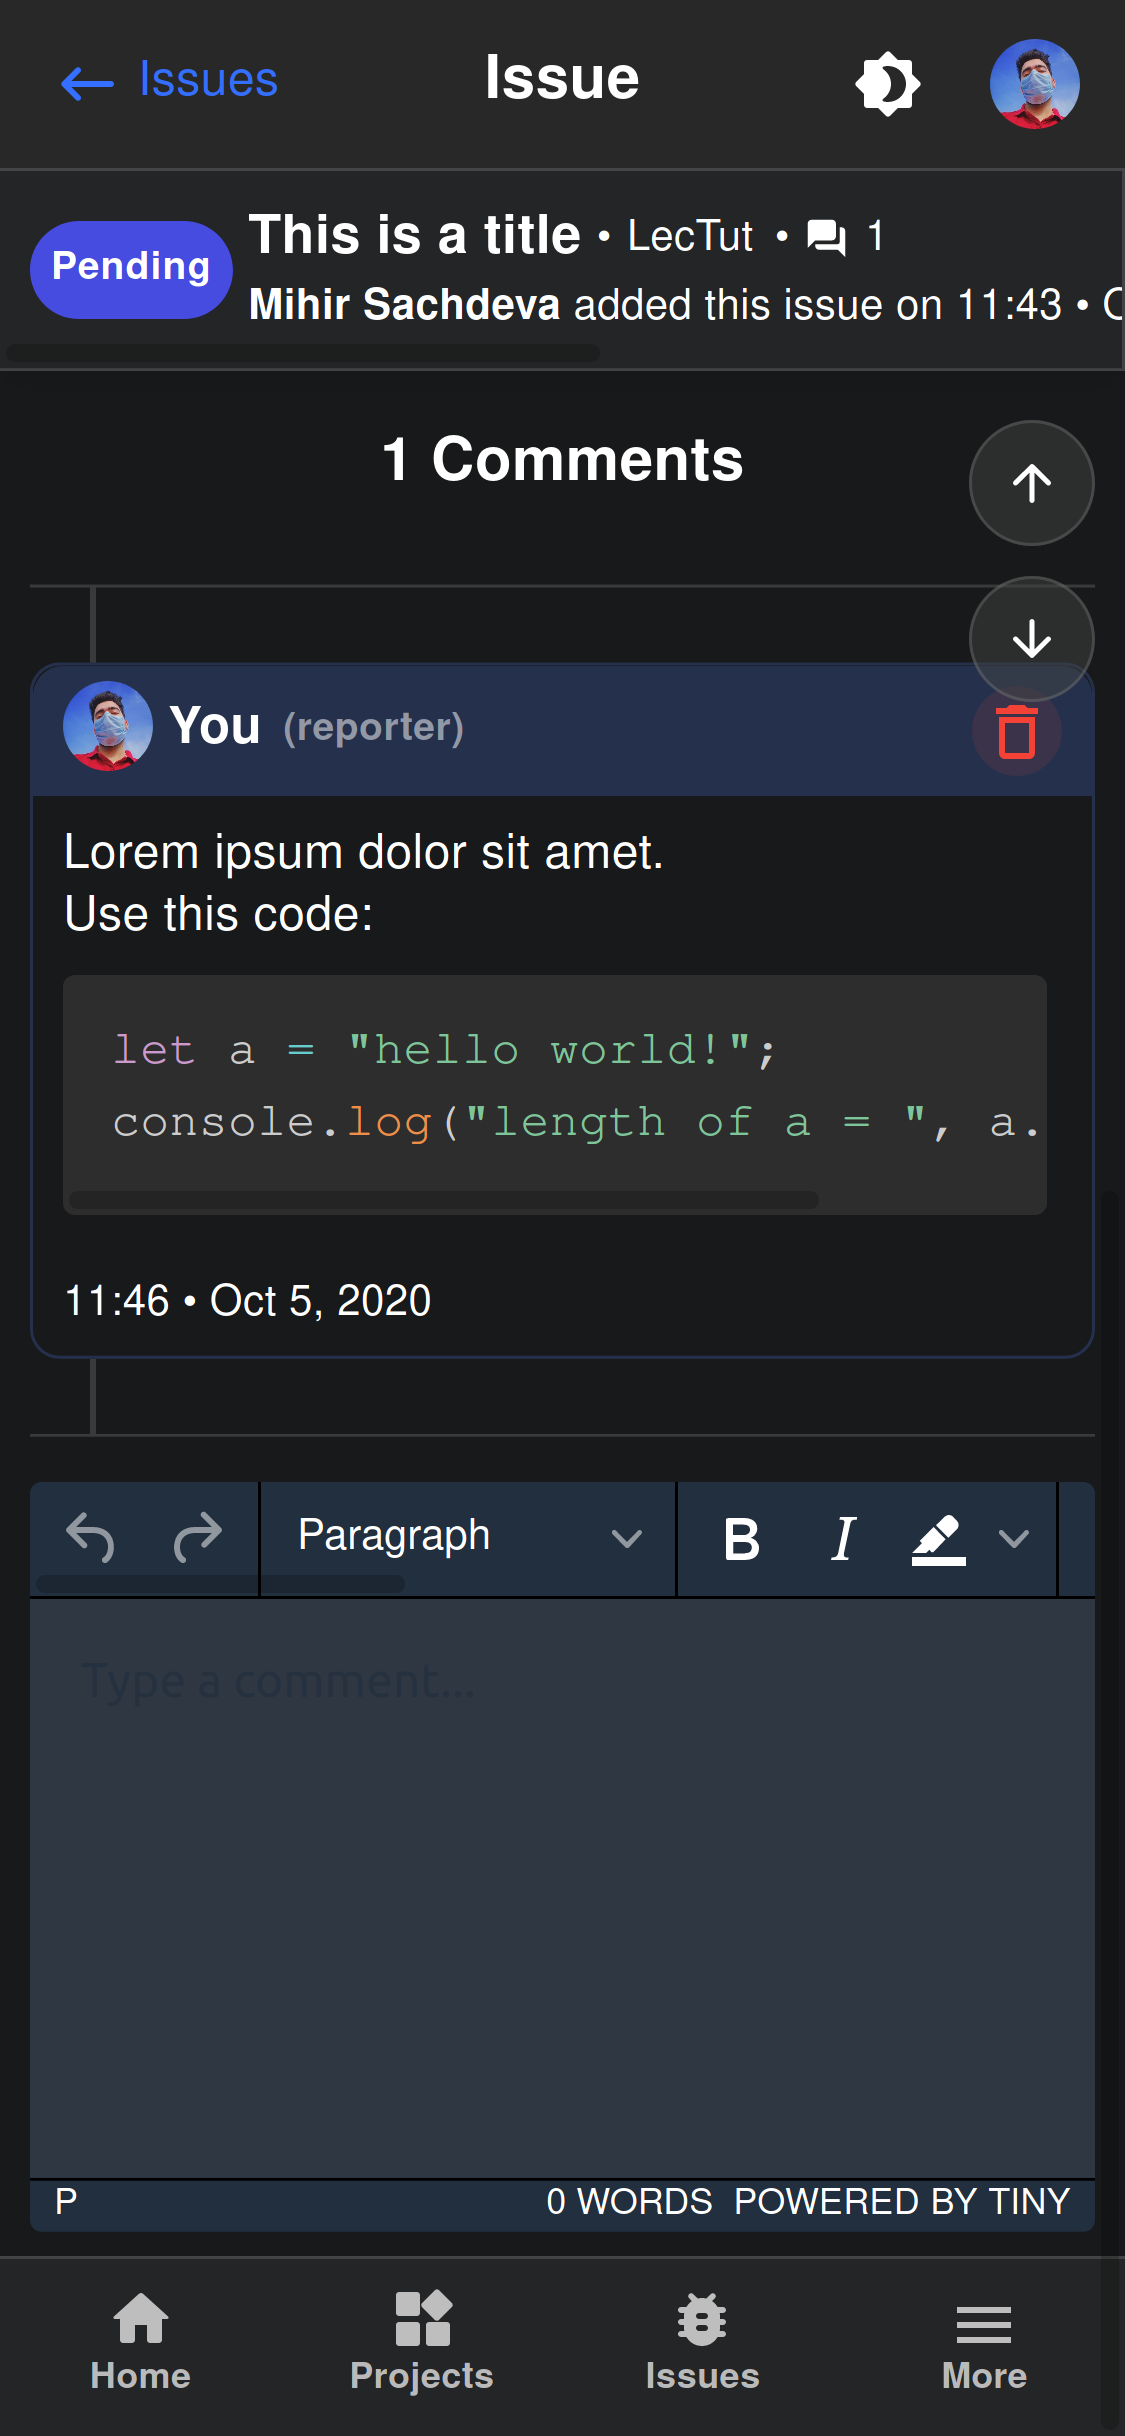 Issues
Issue
Pending
This is a title • LecTut • 1
Mihir Sachdeva added this issue on 11:43 •
1 Comments
You (reporter)
Lorem ipsum dolor sit amet.
Use this code:
let a = "hello world!";
console.log("length of a = ", a.
11:46 • Oct 5, 2020
Paragraph
B I
Type a comment...
P
0 WORDS POWERED BY TINY
Home
Projects
Issues
More